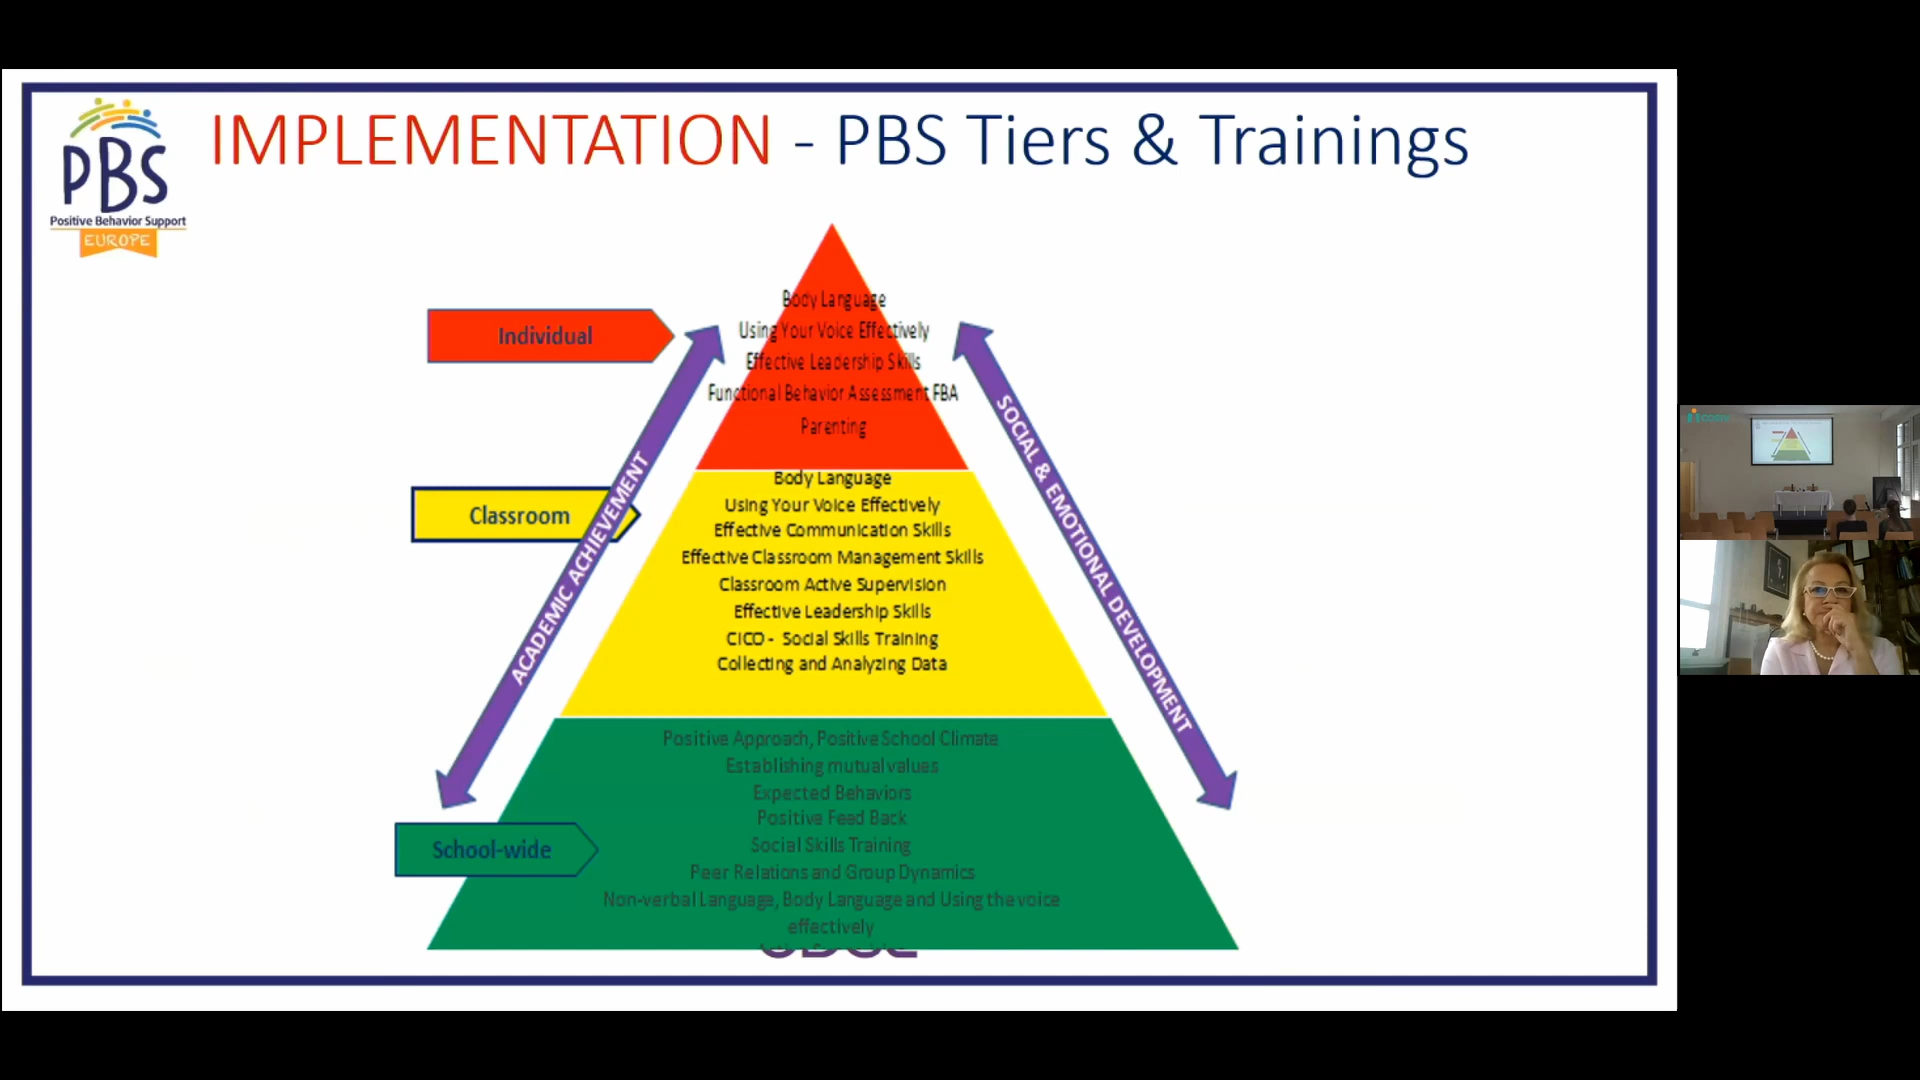 IMPLEMENTATION - PBS Tiers & Trainings
PBS
Positive Behavior Support
EUROPE
Individual
Body Language
Using Your Voice Effectively
Effective Leadership Skills
Functional Behavior Assessment FBA
Parenting
Classroom
Body Language
Using Your Voice Effectively
Effective Communication Skills
Effective Classroom Management Skills
Classroom Active Supervision
Effective Leadership Skills
CICO - Social Skills Training
Collecting and Analyzing Data
ACADEMIC ACHIEVEMENT
SOCIAL & EMOTIONAL DEVELOPMENT
School-wide
Positive Approach, Positive School Climate
Establishing mutual values
Expected Behaviors
Positive Feed Back
Social Skills Training
Peer Relations and Group Dynamics
Non-verbal Language, Body Language and Using the voice
effectively